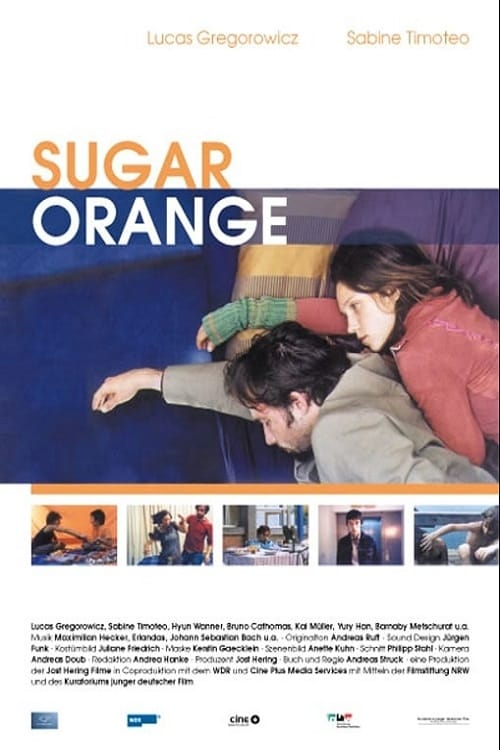 Lucas Gregorowicz Sabine Timoteo
SUGAR
ORANGE
Lucas Gregorowicz, Sabine Timoteo, Hyun Wanner, Bruno Cathomas, Kai Müller, Yury Han, Barnaby Metschurat u.a.
Musik Maximilian Hecker, Erlandas, Johann Sebastian Bach u.a. · Originalton Andreas Ruft · Sound Design Jürgen
Funk · Kostümbild Juliane Friedrich · Maske Kerstin Gaecklein · Szenenbild Anette Kuhn · Schnitt Philipp Stahl · Kamera
Andreas Doub · Redaktion Andrea Hanke · Produzent Jost Hering · Buch und Regie Andreas Struck · eine Produktion
der Jost Hering Filme in Coproduktion mit dem WDR und Cine Plus Media Services mit Mitteln der Filmstiftung NRW
und des Kuratoriums junger deutscher Film
WDR
cine